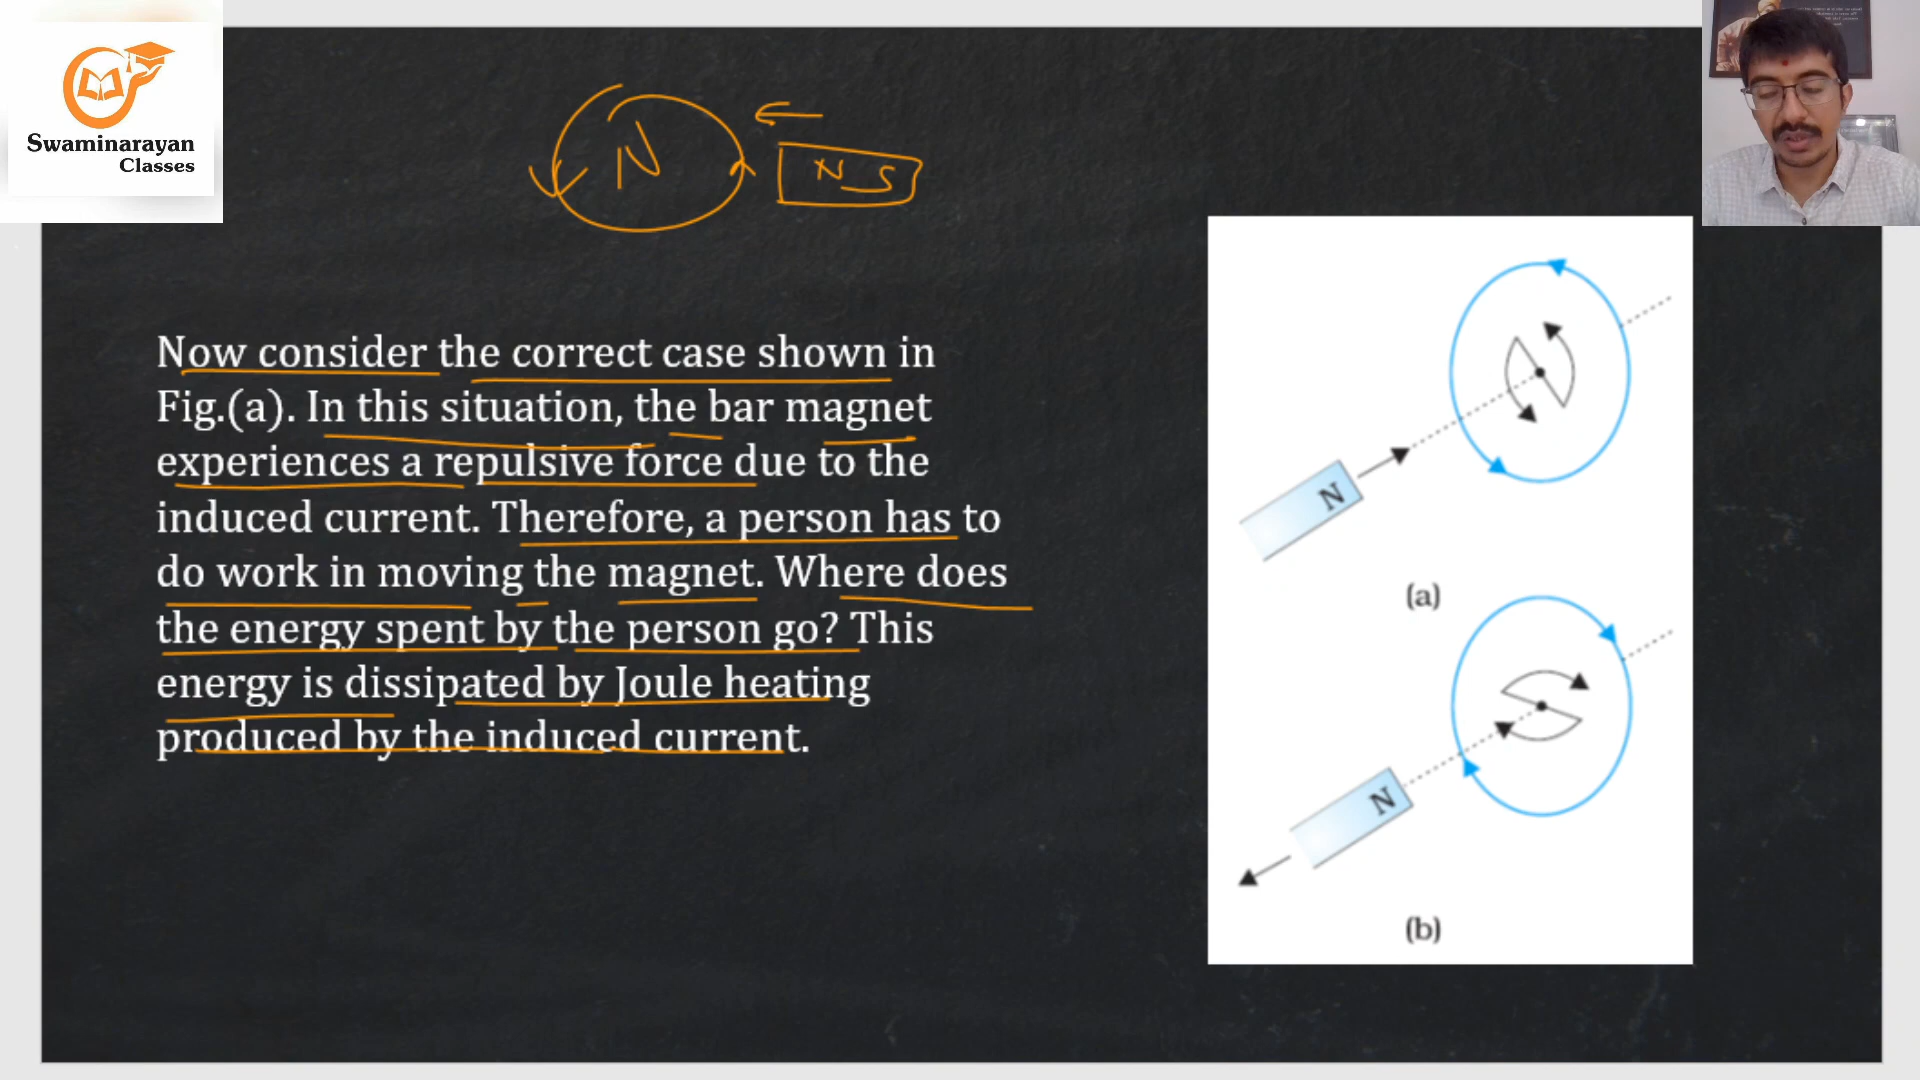 Swaminarayan
Classes
N
N S
Now consider the correct case shown in
Fig.(a). In this situation, the bar magnet
experiences a repulsive force due to the
induced current. Therefore, a person has to
do work in moving the magnet. Where does
the energy spent by the person go? This
energy is dissipated by Joule heating
produced by the induced current.
N
(a)
N
(b)